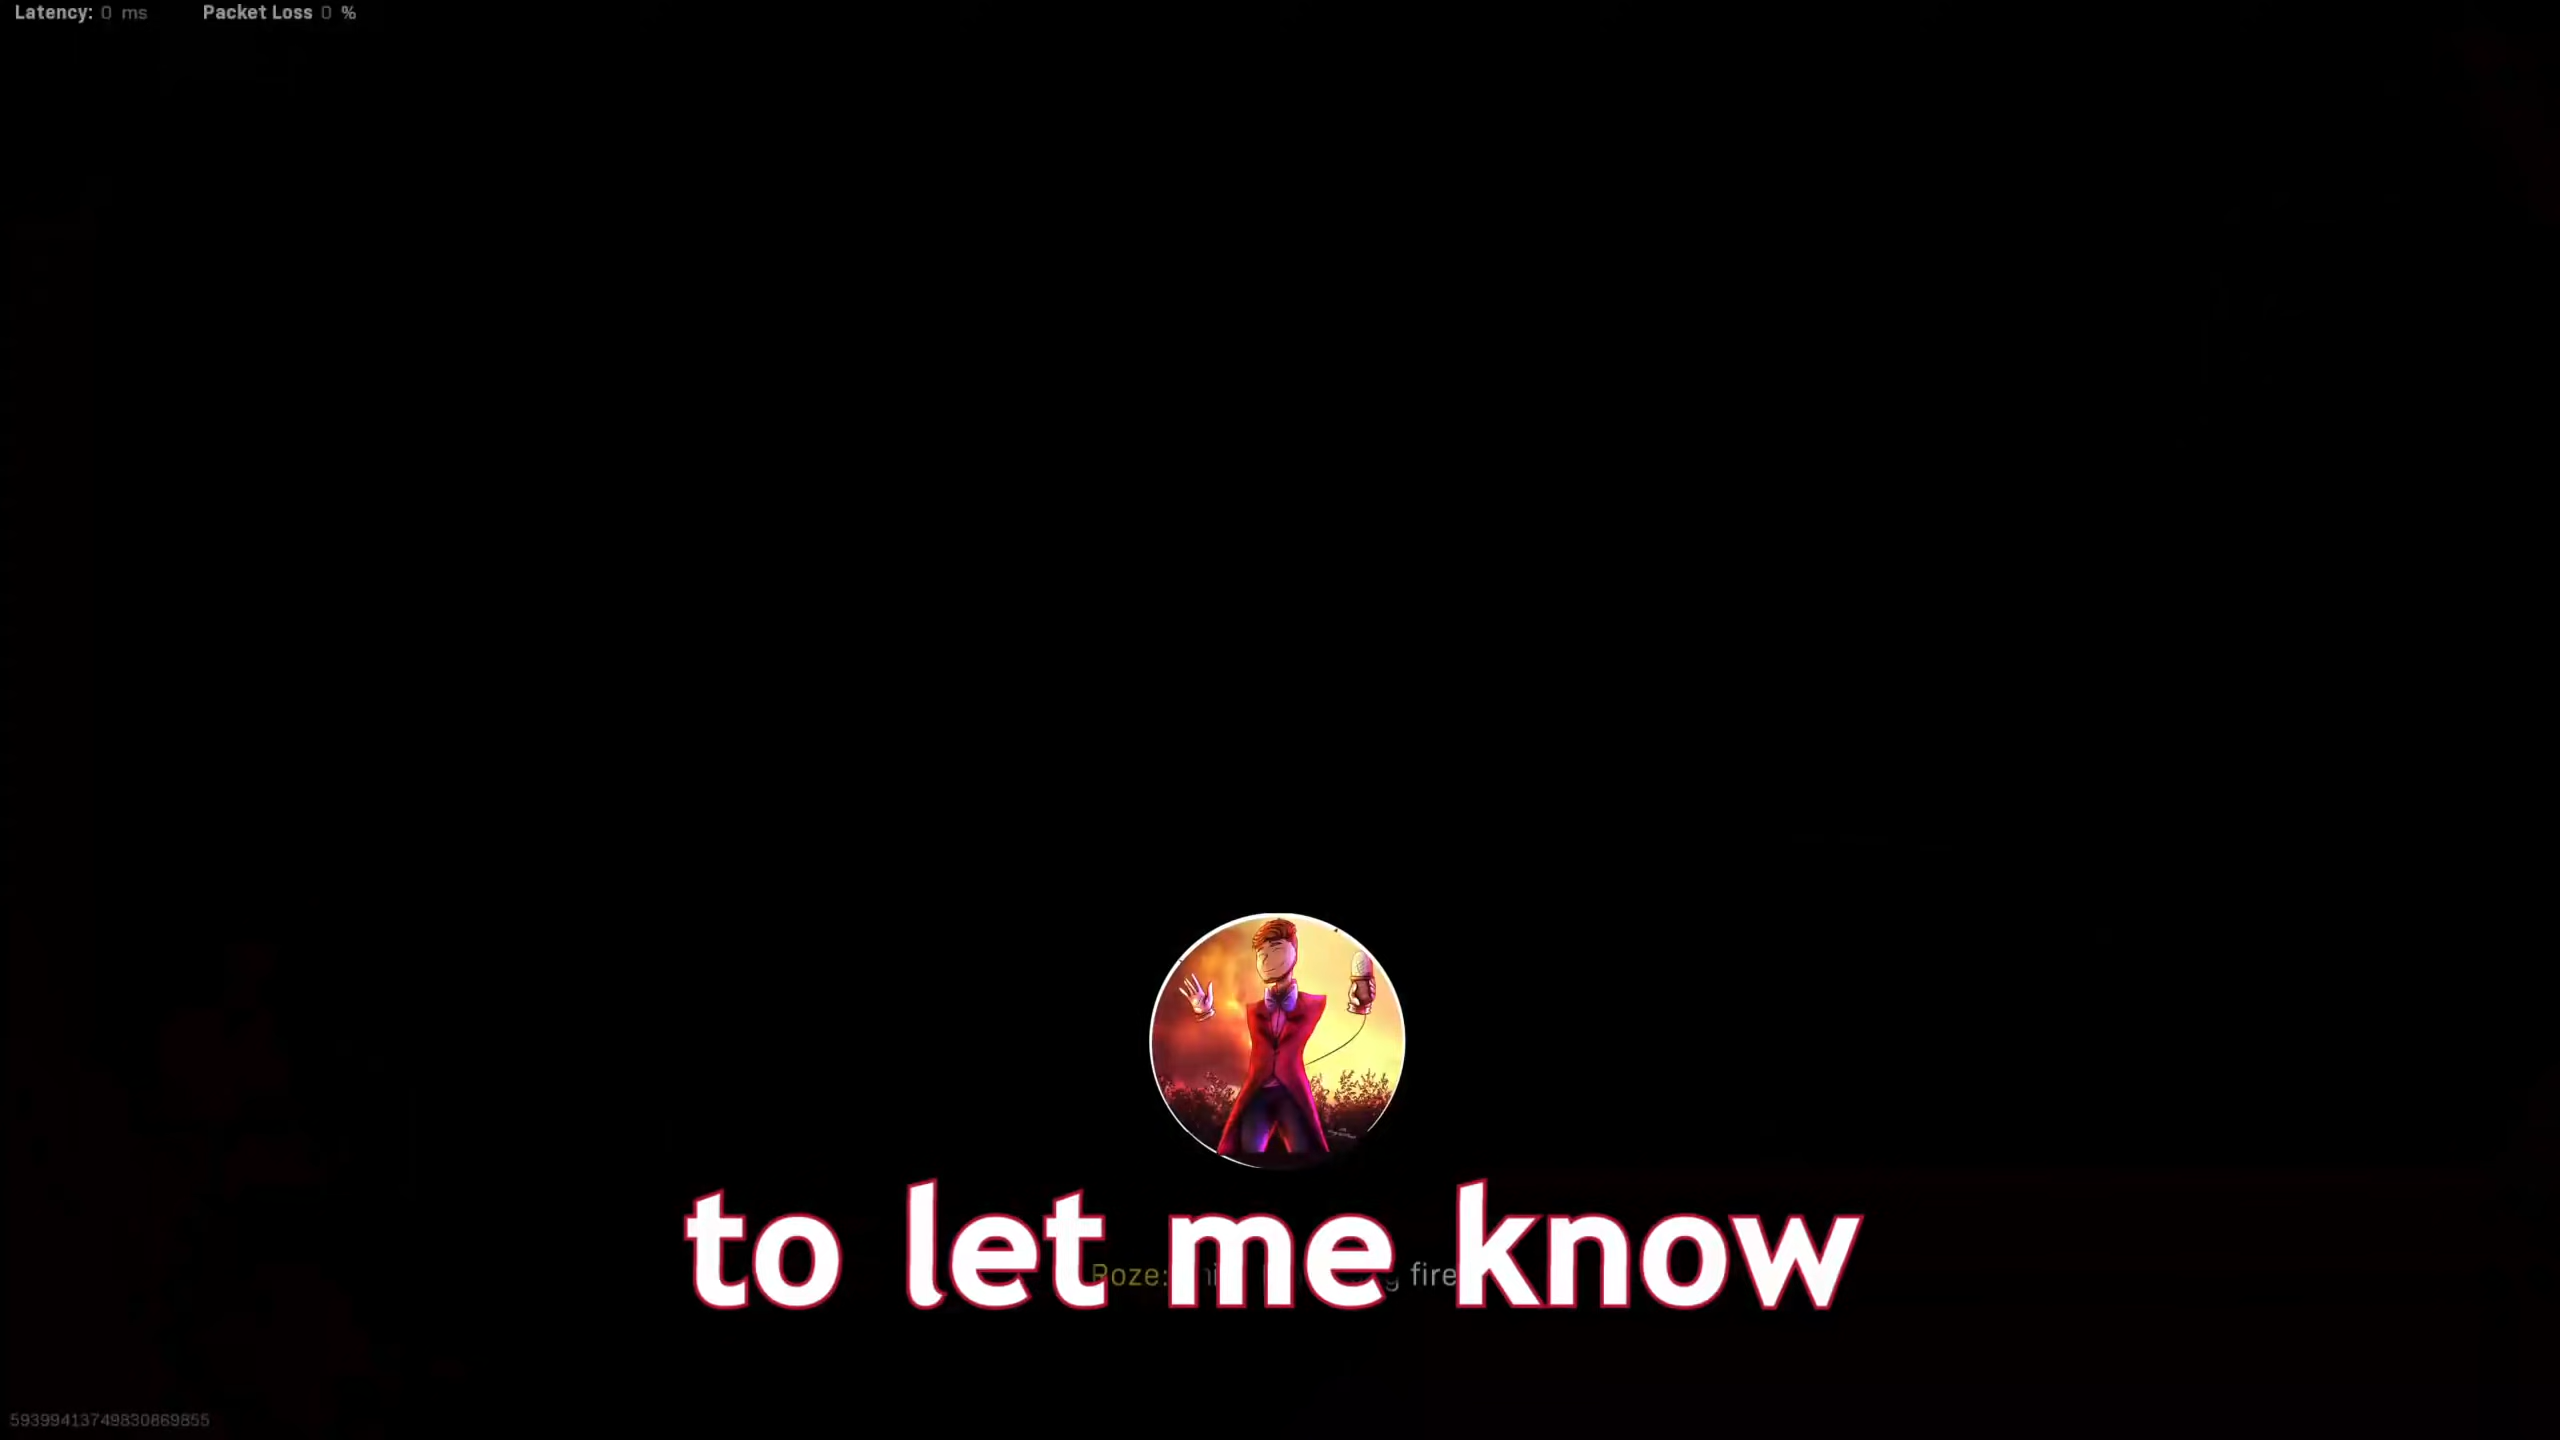 Latency: 0 ms Packet Loss 0 %
to let me know
Roze: fire
59399413749830869855